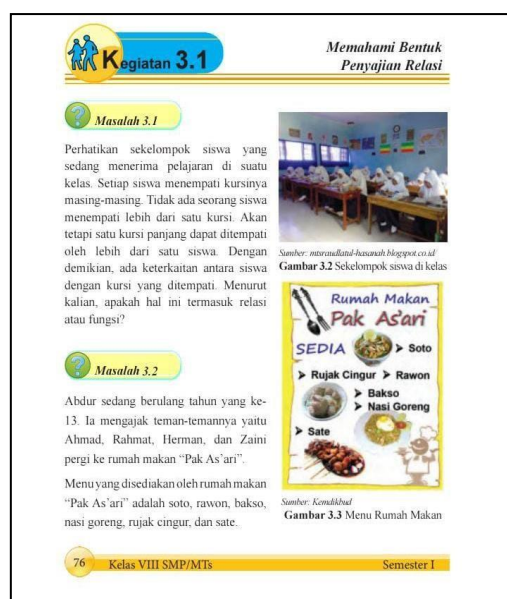 Kegiatan 3.1
Memahami Bentuk
Penyajian Relasi
Masalah 3.1
Perhatikan sekelompok siswa yang
sedang menerima pelajaran di suatu
kelas. Setiap siswa menempati kursinya
masing-masing. Tidak ada seorang siswa
menempati lebih dari satu kursi. Akan
tetapi satu kursi panjang dapat ditempati
oleh lebih dari satu siswa. Dengan
demikian, ada keterkaitan antara siswa
dengan kursi yang ditempati. Menurut
kalian, apakah hal ini termasuk relasi
atau fungsi?
Sumber: mtsraudlatul-hasanah.blogspot.co.id/
Gambar 3.2 Sekelompok siswa di kelas
Masalah 3.2
Abdur sedang berulang tahun yang ke-
13. Ia mengajak teman-temannya yaitu
Ahmad, Rahmat, Herman, dan Zaini
pergi ke rumah makan “Pak As’ari”.
Menu yang disediakan oleh rumah makan
“Pak As’ari” adalah soto, rawon, bakso,
nasi goreng, rujak cingur, dan sate.
Rumah Makan
Pak As'ari
SEDIA
➤ Soto
➤ Rujak Cingur ➤ Rawon
➤ Bakso
➤ Nasi Goreng
➤ Sate
Sumber: Kemdikbud
Gambar 3.3 Menu Rumah Makan
76 Kelas VIII SMP/MTs
Semester I